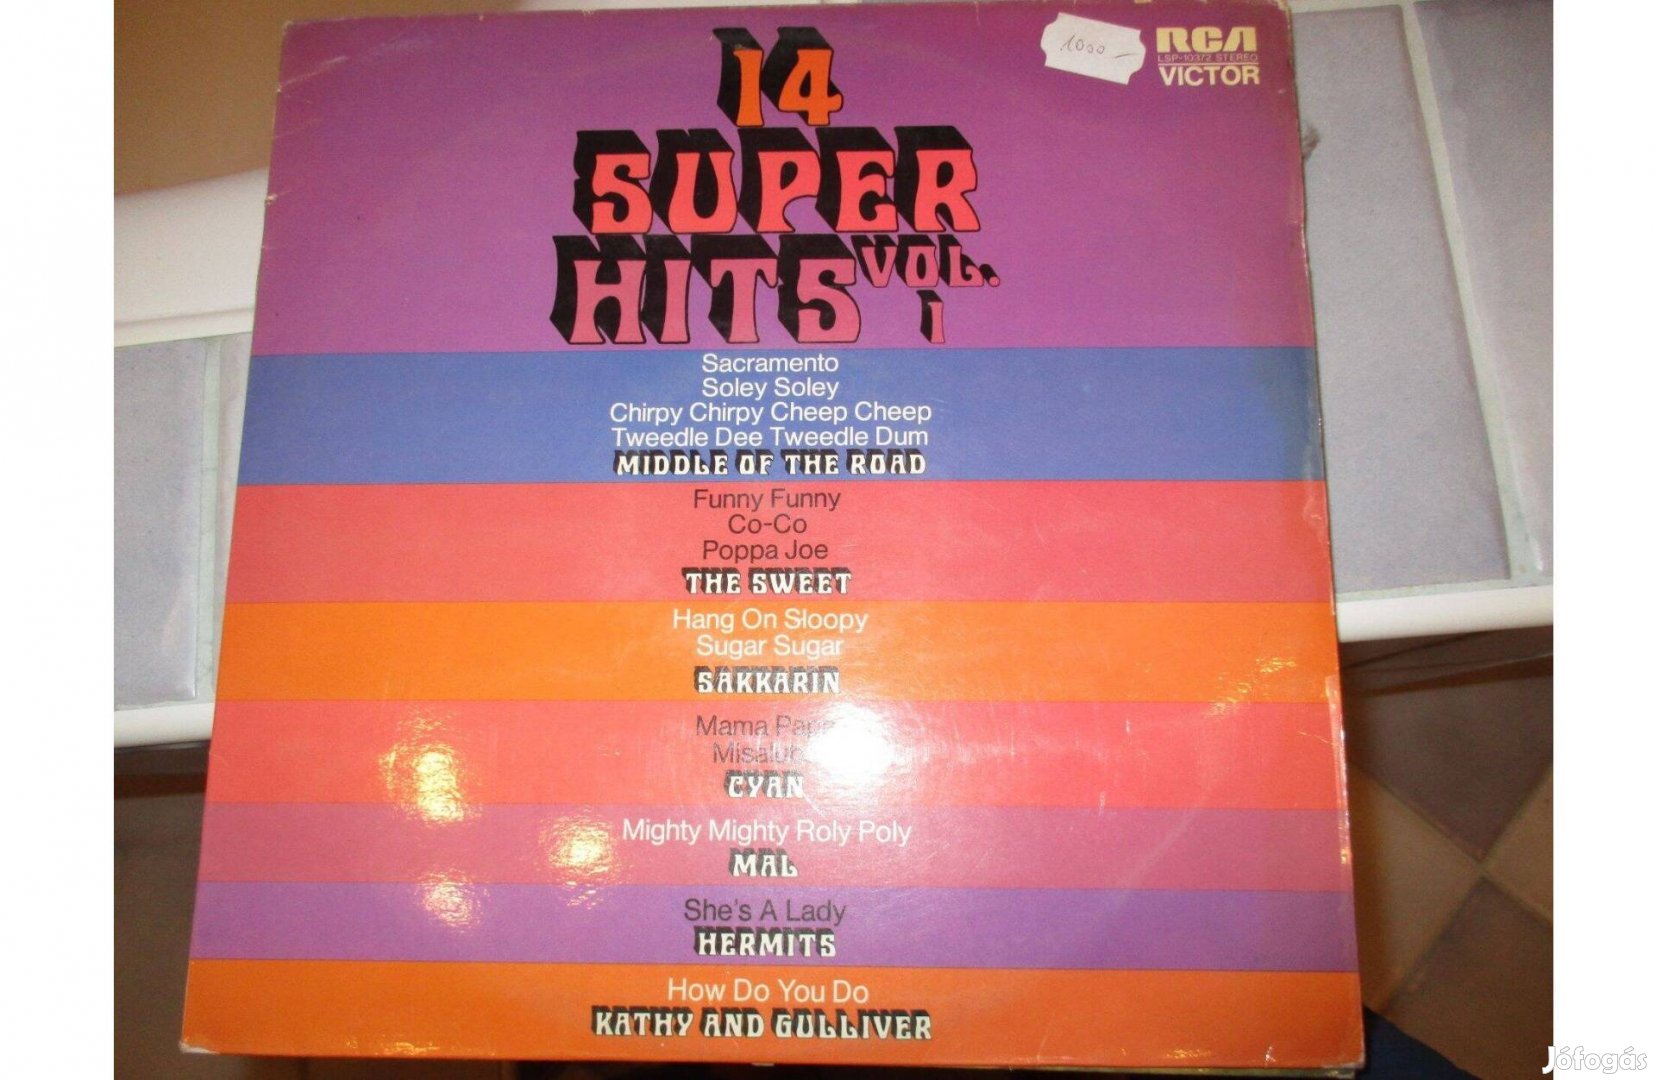 1000-
RCA
LSP-10372 STEREO
VICTOR
14
SUPER
HITS VOL. 1
Sacramento
Soley Soley
Chirpy Chirpy Cheep Cheep
Tweedle Dee Tweedle Dum
MIDDLE OF THE ROAD
Funny Funny
Co-Co
Poppa Joe
THE SWEET
Hang On Sloopy
Sugar Sugar
SAKKARIN
Mama Papa
CYAN
Mighty Mighty Roly Poly
MAL
She's A Lady
HERMITS
How Do You Do
KATHY AND GULLIVER
Jófogás